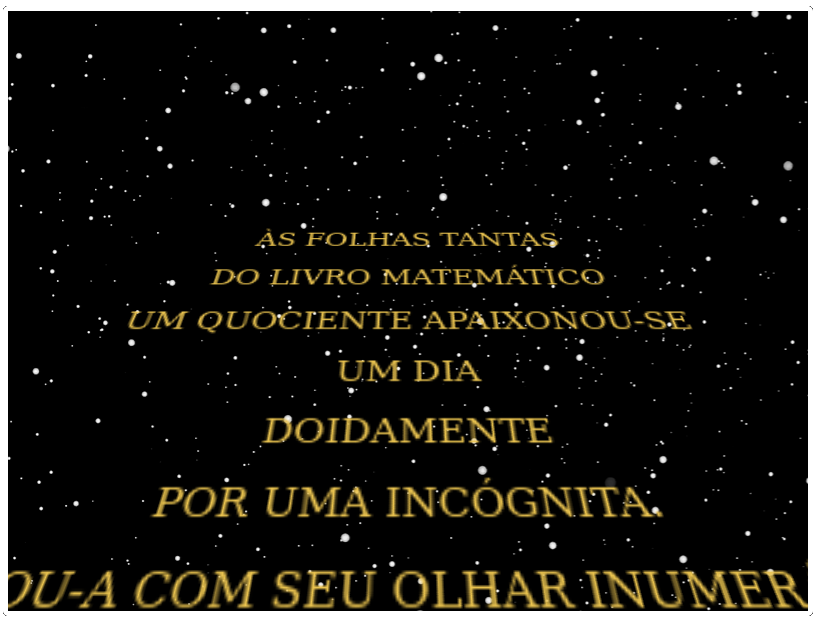 ÀS FOLHAS TANTAS
DO LIVRO MATEMÁTICO
UM QUOCIENTE APAIXONOU-SE
UM DIA
DOIDAMENTE
POR UMA INCÓGNITA.
OU-A COM SEU OLHAR INUMER